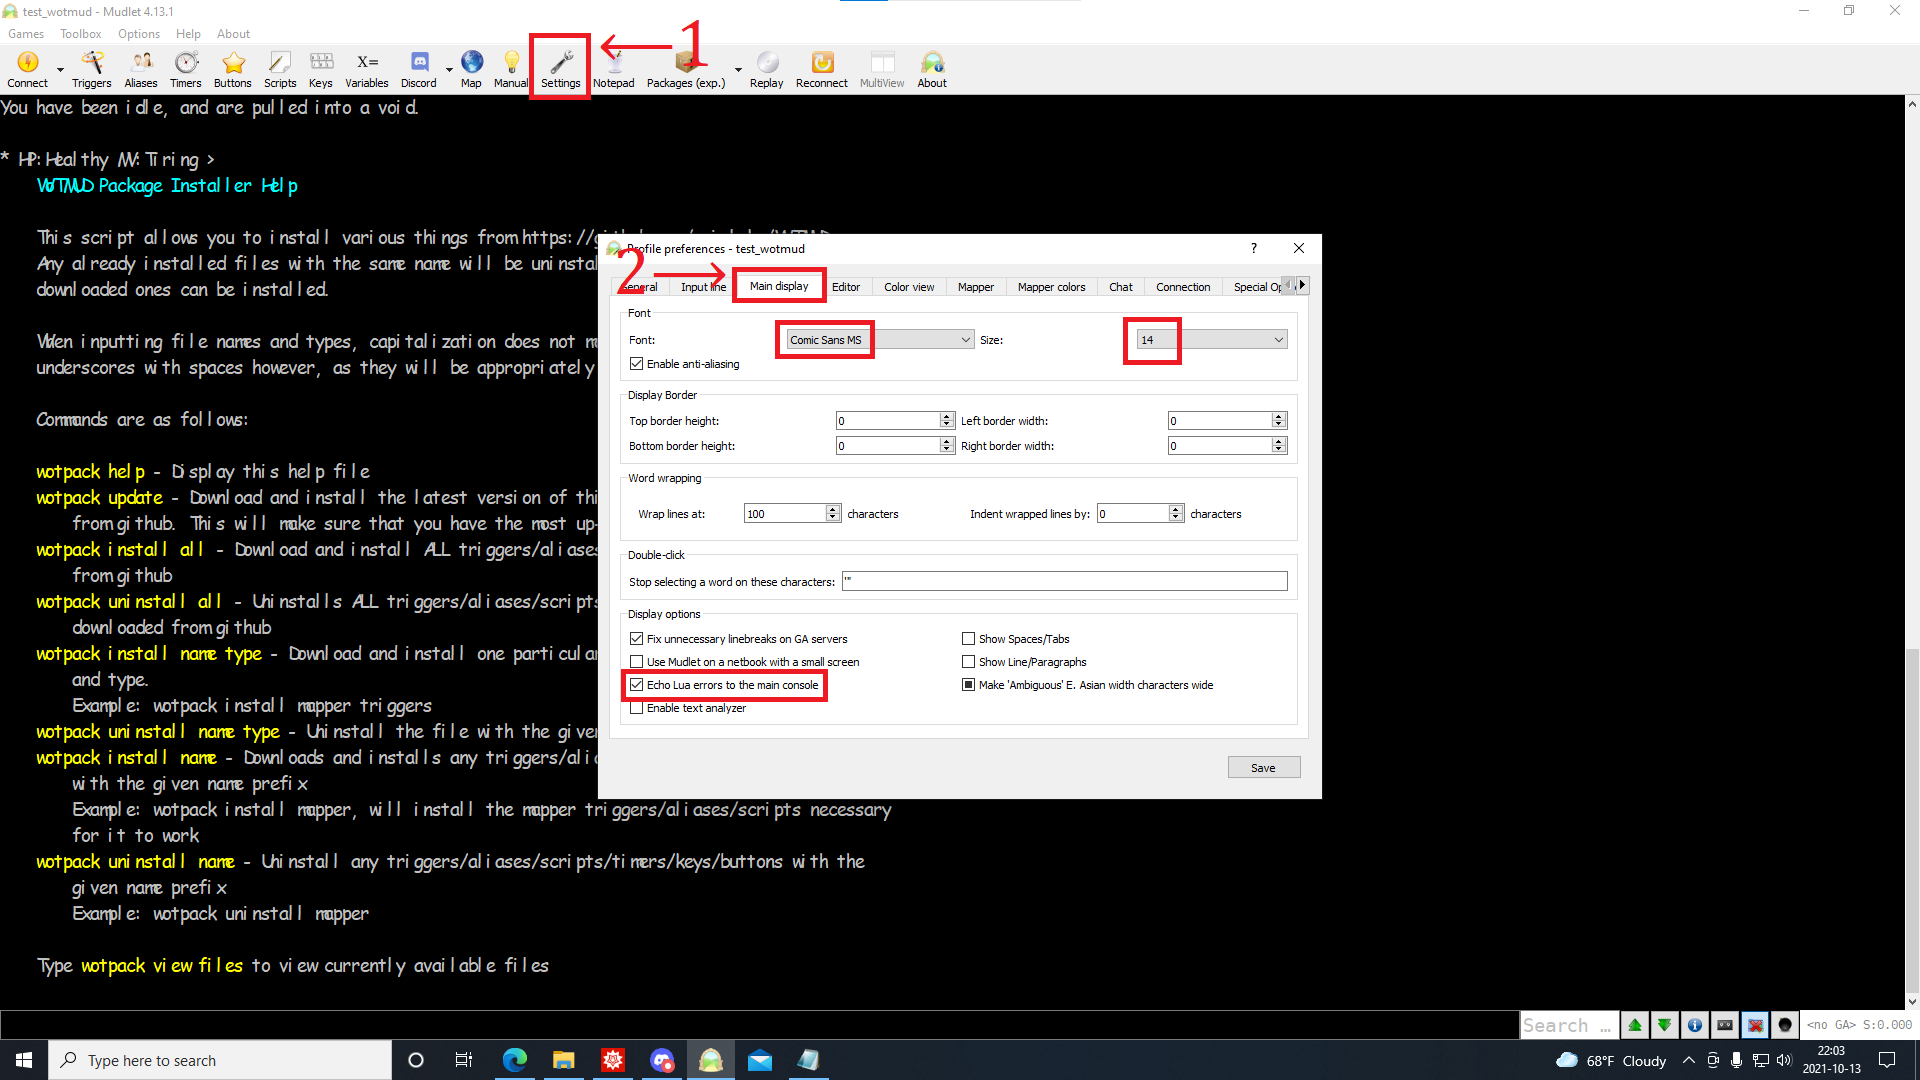 test_wotmud - Mudlet 4.13.1
Games Toolbox Options Help About
1
Connect Triggers Aliases Timers Buttons Scripts Keys Variables Discord Map Manual Settings Notepad Packages (exp.) Replay Reconnect MultiView About
You have been idle, and are pulled into a void.
* HP:Healthy MV:Tiring >
WOTMUD Package Installer Help
This script allows you to install various things from https://
Any already installed files with the same name will be uninstal
downloaded ones can be installed.
When inputting file names and types, capitalization does not m
underscores with spaces however, as they will be appropriately
Commands are as follows:
wotpack help - Display this help file
wotpack update - Download and install the latest version of thi
from github. This will make sure that you have the most up-
wotpack install all - Download and install ALL triggers/aliases
from github
wotpack uninstall all - Uninstalls ALL triggers/aliases/scripts
downloaded from github
wotpack install name type - Download and install one particular
and type.
Example: wotpack install mapper triggers
wotpack uninstall name type - Uninstall the file with the given
wotpack install name - Downloads and installs any triggers/alia
with the given name prefix
Example: wotpack install mapper, will install the mapper triggers/aliases/scripts necessary
for it to work
wotpack uninstall name - Uninstall any triggers/aliases/scripts/timers/keys/buttons with the
given name prefix
Example: wotpack uninstall mapper
Type wotpack view files to view currently available files
Profile preferences - test_wotmud
?
2
General Input line Main display Editor Color view Mapper Mapper colors Chat Connection Special Op
Font
Font: Comic Sans MS Size: 14
Enable anti-aliasing
Display Border
Top border height: 0 Left border width: 0
Bottom border height: 0 Right border width: 0
Word wrapping
Wrap lines at: 100 characters Indent wrapped lines by: 0 characters
Double-click
Stop selecting a word on these characters: '"
Display options
Fix unnecessary linebreaks on GA servers Show Spaces/Tabs
Use Mudlet on a netbook with a small screen Show Line/Paragraphs
Echo Lua errors to the main console Make 'Ambiguous' E. Asian width characters wide
Enable text analyzer
Save
Search ... <no GA> S:0.000
Type here to search
68°F Cloudy
22:03
2021-10-13